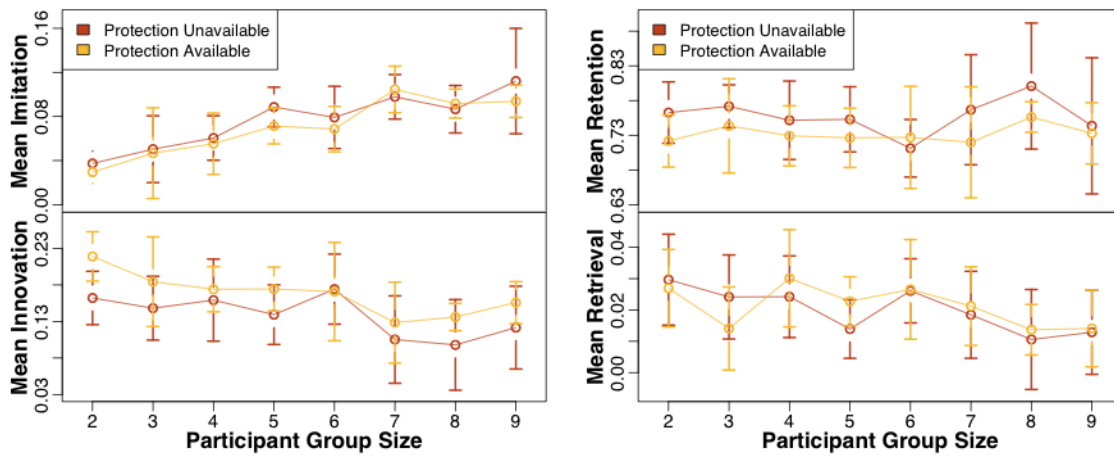 Protection Unavailable
Protection Available
Mean Imitation
0.16
0.08
0.00
Protection Unavailable
Protection Available
Mean Retention
0.83
0.73
0.63
Mean Innovation
0.23
0.13
0.03
2 3 4 5 6 7 8 9
Participant Group Size
Mean Retrieval
0.04
0.02
0.00
2 3 4 5 6 7 8 9
Participant Group Size